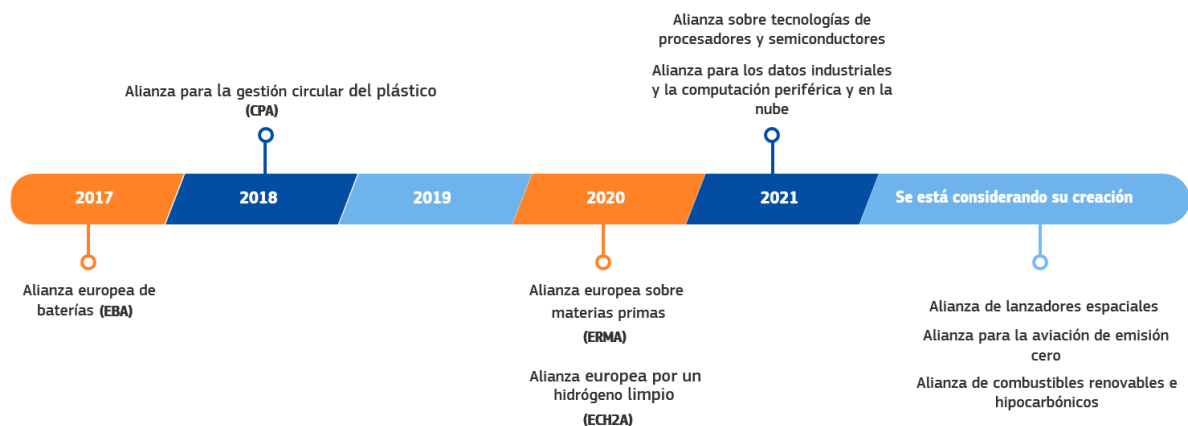 Alianza sobre tecnologías de
procesadores y semiconductores
Alianza para los datos industriales
y la computación periférica y en la
nube
Alianza para la gestión circular del plástico
(CPA)
2017
2018
2019
2020
2021
Se está considerando su creación
Alianza europea de
baterías (EBA)
Alianza europea sobre
materias primas
(ERMA)
Alianza europea por un
hidrógeno limpio
(ECH2A)
Alianza de lanzadores espaciales
Alianza para la aviación de emisión
cero
Alianza de combustibles renovables e
hipocarbónicos